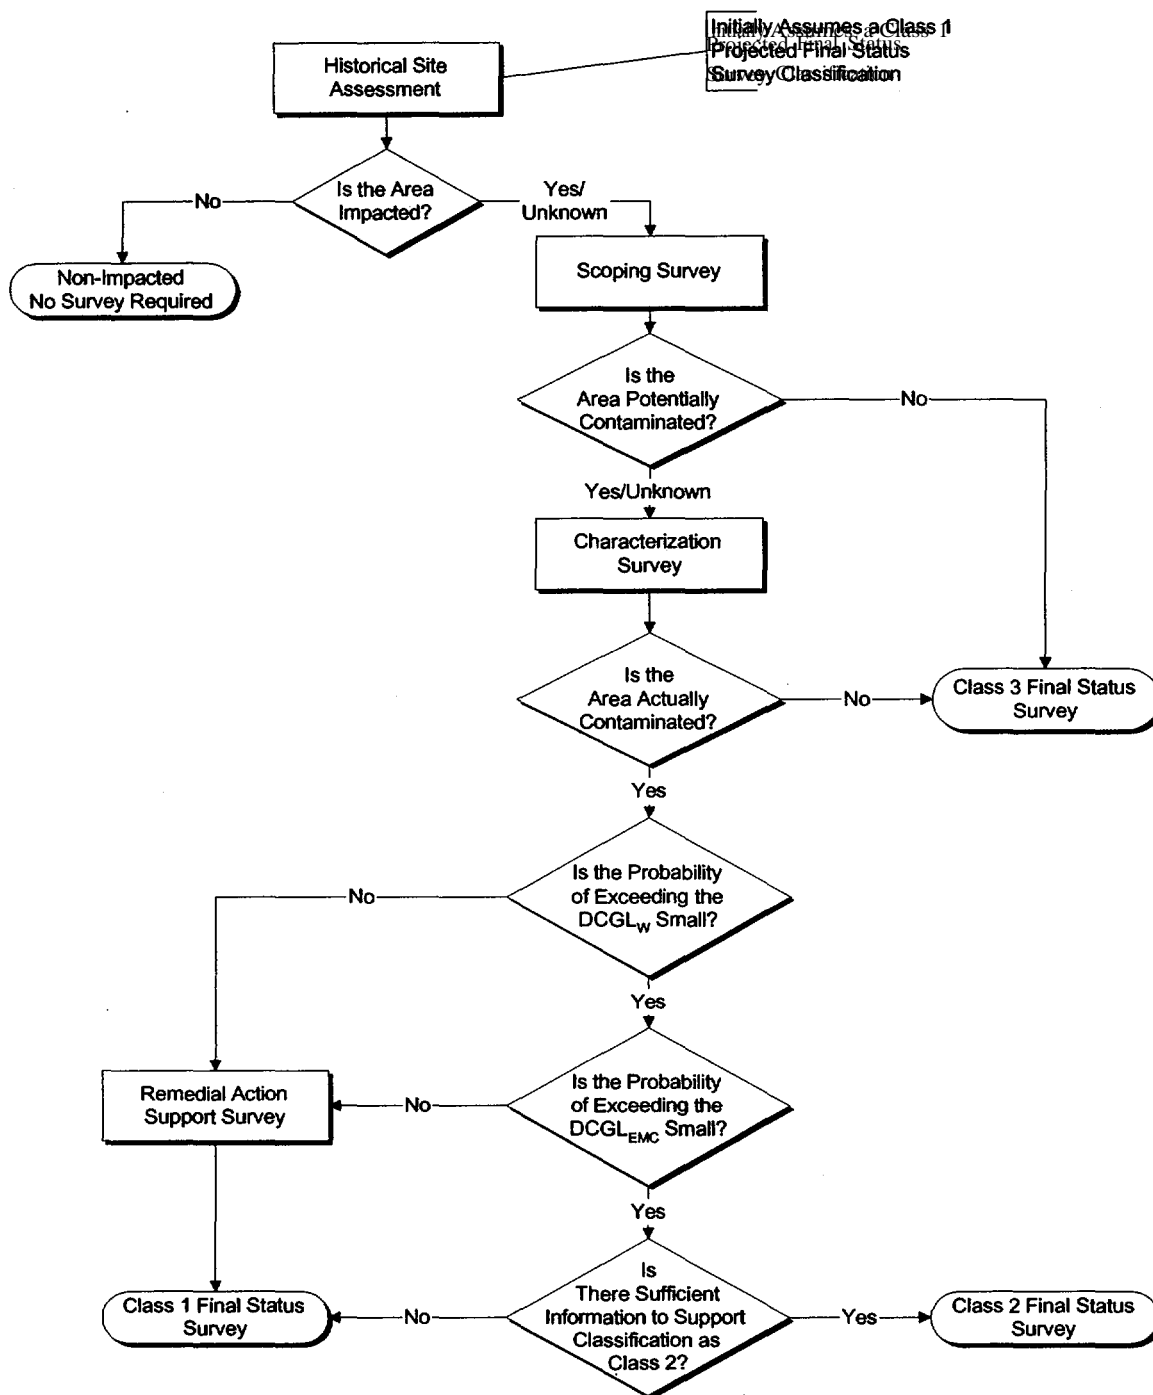 Initially Assumes a Class 1
Projected Final Status
Survey Classification
Historical Site
Assessment
Is the Area
Impacted?
No
Yes/
Unknown
Non-Impacted
No Survey Required
Scoping Survey
Is the
Area Potentially
Contaminated?
No
Yes/Unknown
Characterization
Survey
Is the
Area Actually
Contaminated?
No
Class 3 Final Status
Survey
Yes
Is the Probability
of Exceeding the
DCGL_W Small?
No
Yes
Remedial Action
Support Survey
No
Is the Probability
of Exceeding the
DCGL_EMC Small?
Yes
Is
There Sufficient
Information to Support
Classification as
Class 2?
No
Class 1 Final Status
Survey
Yes
Class 2 Final Status
Survey